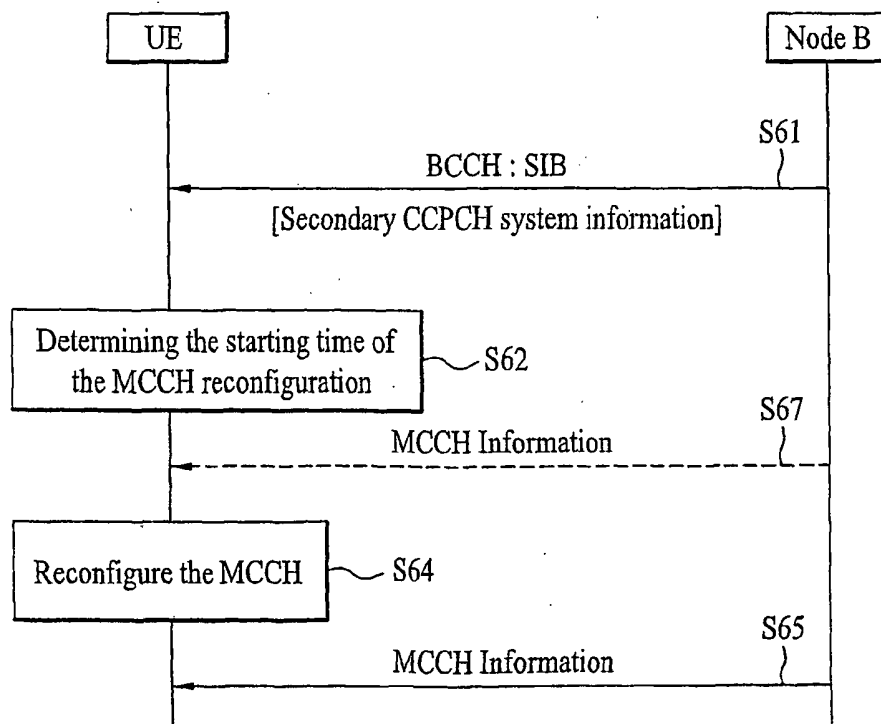 UE
Node B
S61
BCCH : SIB
[Secondary CCPCH system information]
Determining the starting time of
the MCCH reconfiguration
S62
S67
MCCH Information
Reconfigure the MCCH
S64
S65
MCCH Information